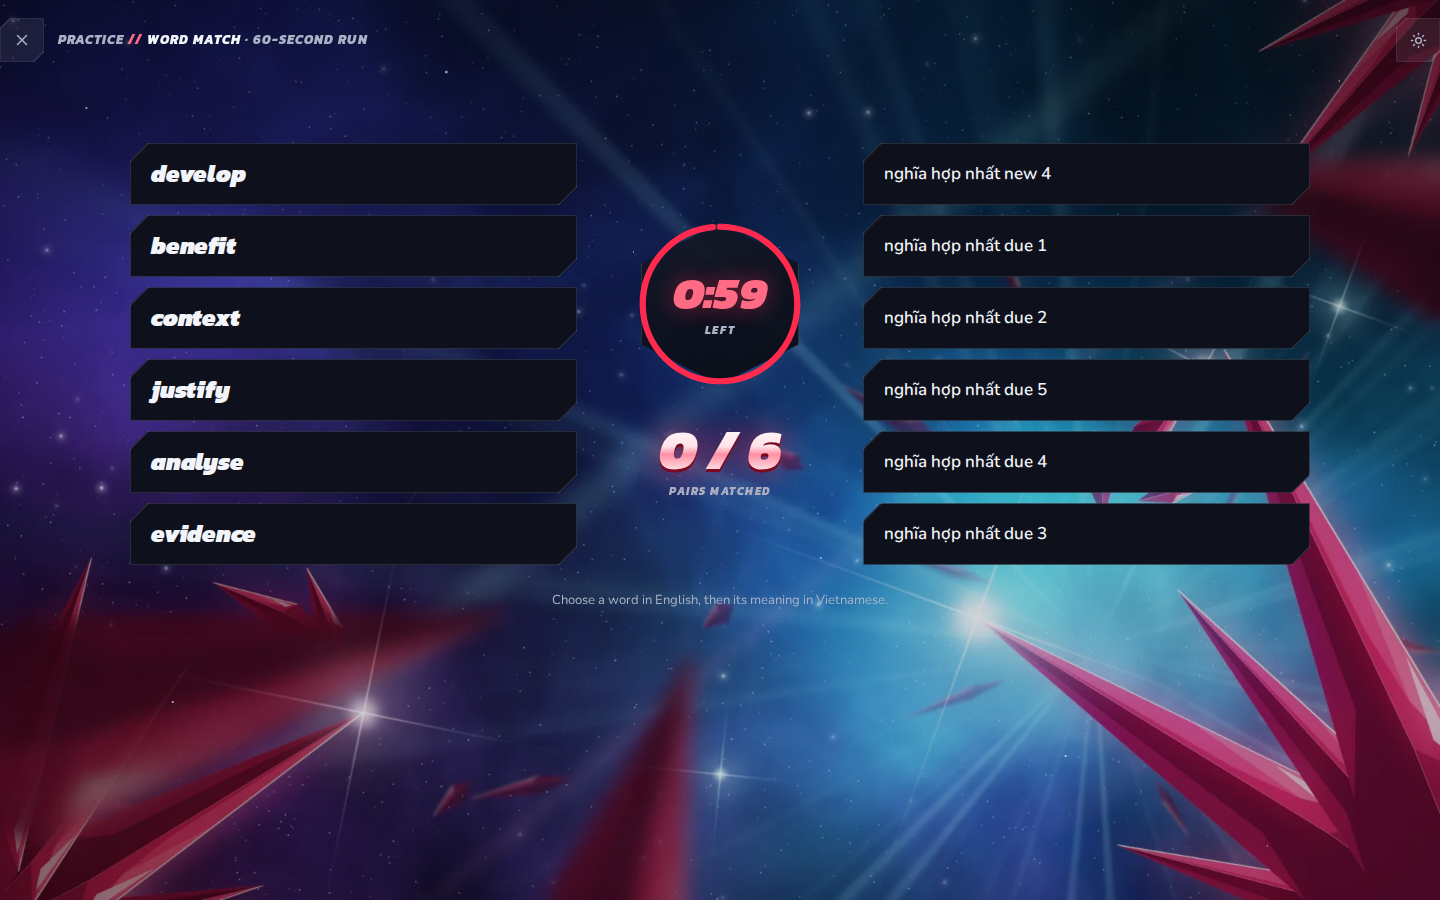 PRACTICE // WORD MATCH · 60-SECOND RUN
develop
benefit
context
justify
analyse
evidence
0:59
LEFT
0 / 6
PAIRS MATCHED
nghĩa hợp nhất new 4
nghĩa hợp nhất due 1
nghĩa hợp nhất due 2
nghĩa hợp nhất due 5
nghĩa hợp nhất due 4
nghĩa hợp nhất due 3
Choose a word in English, then its meaning in Vietnamese.